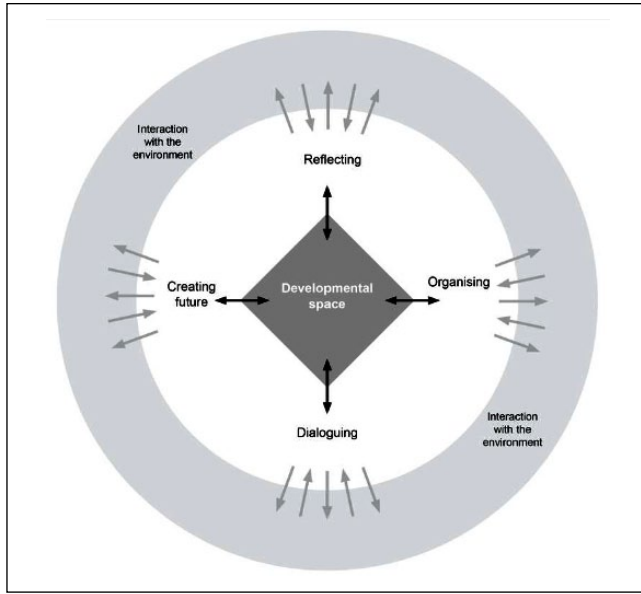 Interaction
with the
environment
Reflecting
Creating
future
Developmental
space
Organising
Dialoguing
Interaction
with the
environment